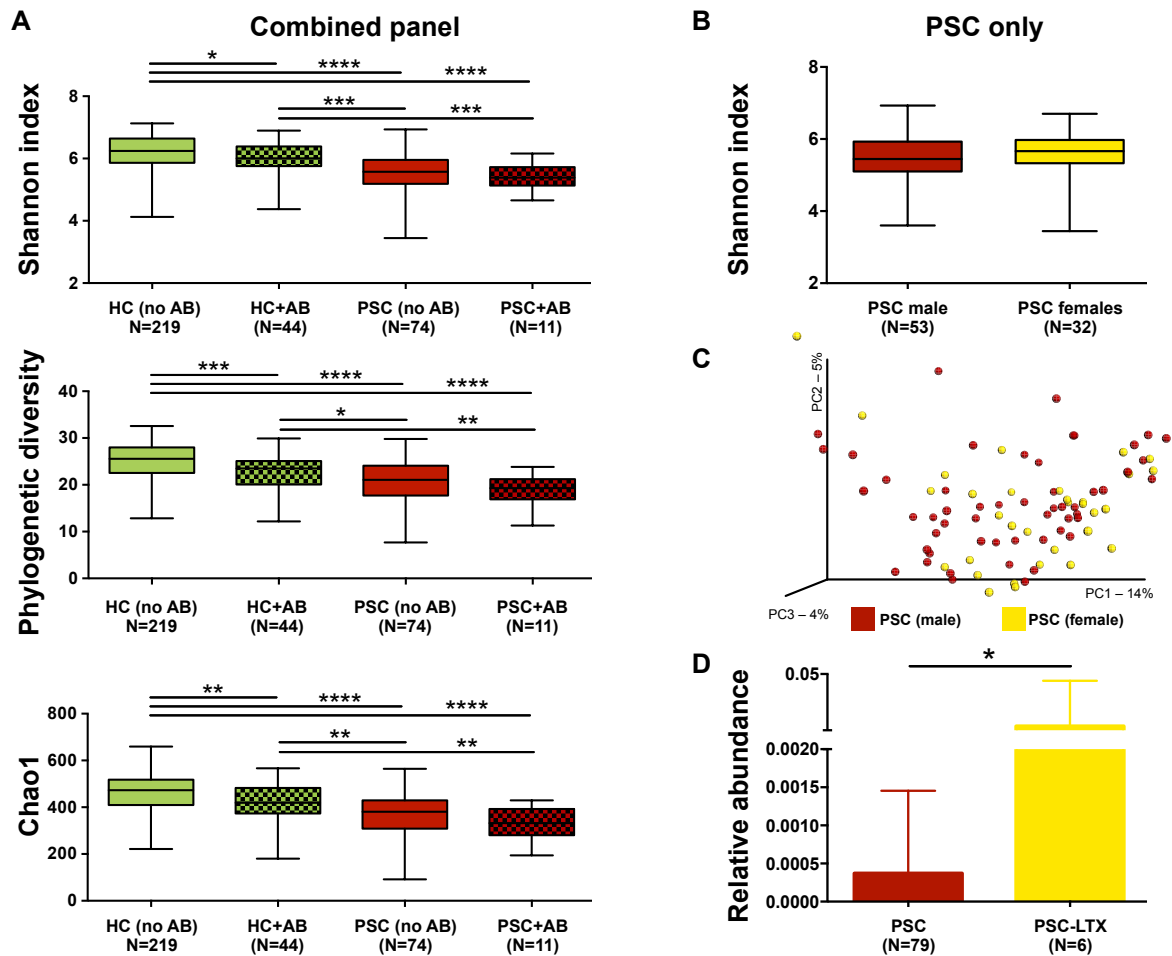 A
Combined panel
Shannon index
*
****
****
***
***
8
6
4
2
HC (no AB)
N=219
HC+AB
(N=44)
PSC (no AB)
(N=74)
PSC+AB
(N=11)
Phylogenetic diversity
***
****
****
*
**
40
30
20
10
0
HC (no AB)
N=219
HC+AB
(N=44)
PSC (no AB)
(N=74)
PSC+AB
(N=11)
Chao1
**
****
****
**
**
800
600
400
200
0
HC (no AB)
N=219
HC+AB
(N=44)
PSC (no AB)
(N=74)
PSC+AB
(N=11)
B
PSC only
Shannon index
8
6
4
2
PSC male
(N=53)
PSC females
(N=32)
C
PC2 – 5%
PC1 – 14%
PC3 – 4%
PSC (male)
PSC (female)
D
Relative abundance
*
0.05
0.0020
0.0015
0.0010
0.0005
0.0000
PSC
(N=79)
PSC-LTX
(N=6)